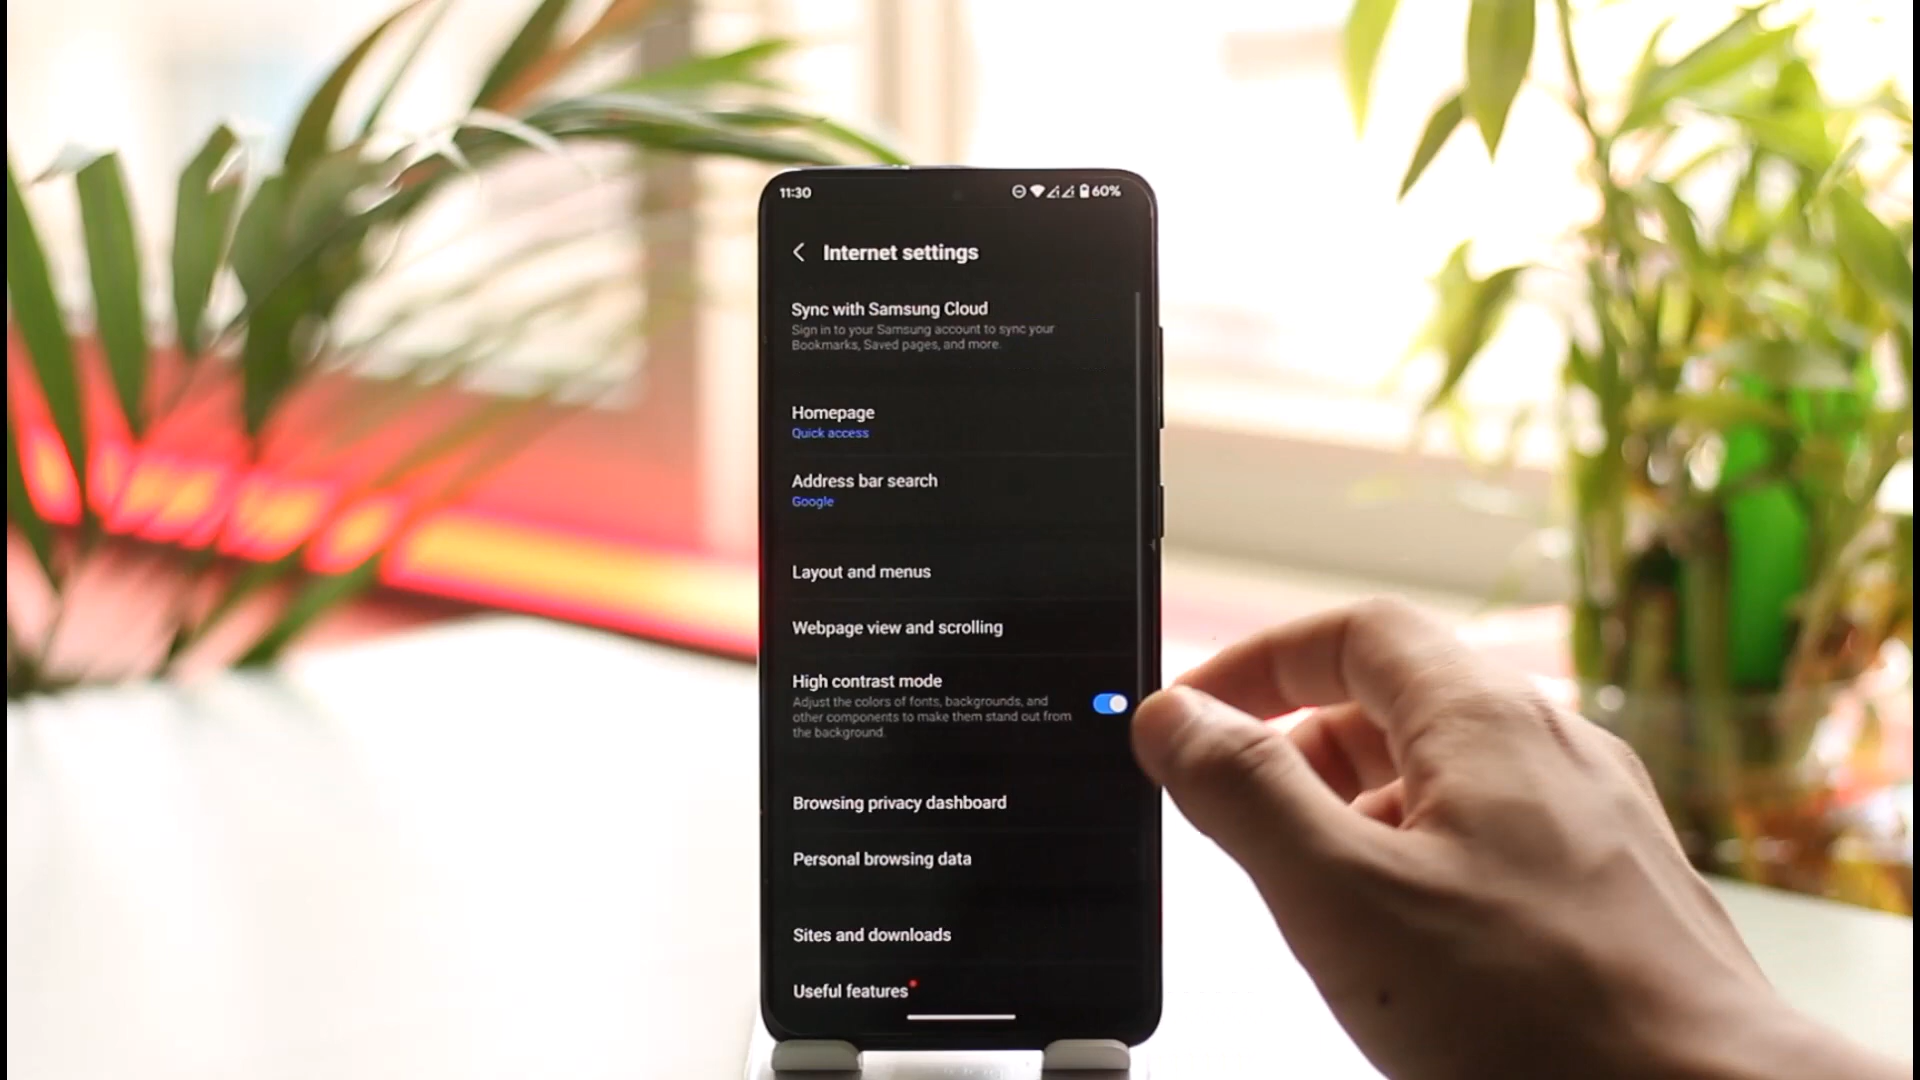 11:30
60%
Internet settings
Sync with Samsung Cloud
Sign in to your Samsung account to sync your
Bookmarks, Saved pages, and more.
Homepage
Quick access
Address bar search
Google
Layout and menus
Webpage view and scrolling
High contrast mode
Adjust the colors of fonts, backgrounds, and
other components to make them stand out from
the background.
Browsing privacy dashboard
Personal browsing data
Sites and downloads
Useful features